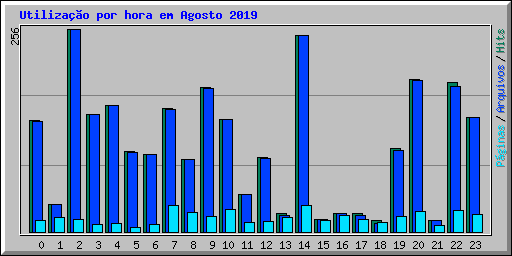 Utilização por hora em Agosto 2019
256
Páginas / Arquivos / Hits
0 1 2 3 4 5 6 7 8 9 10 11 12 13 14 15 16 17 18 19 20 21 22 23